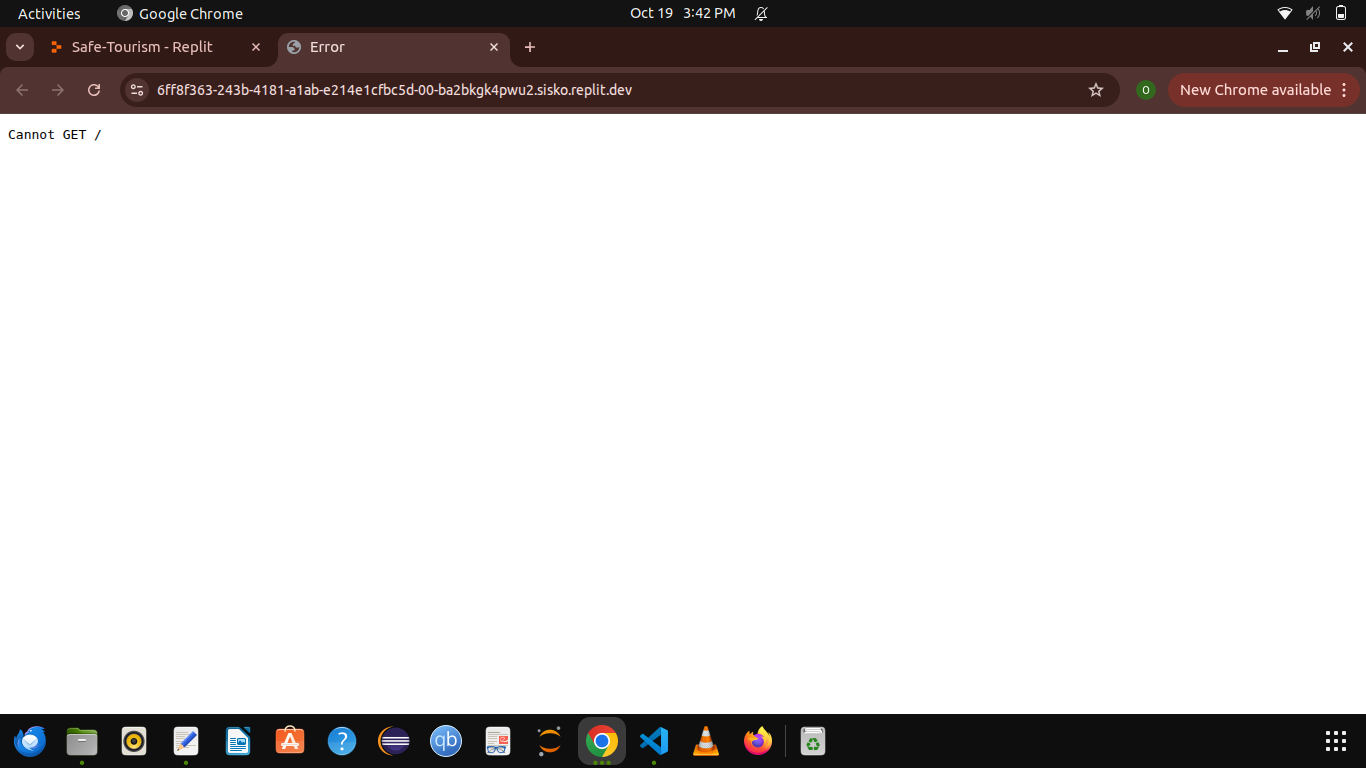 Activities
Google Chrome
Oct 19 3:42 PM
Safe-Tourism - Replit
Error
6ff8f363-243b-4181-a1ab-e214e1cfbc5d-00-ba2bkgk4pwu2.sisko.replit.dev
O
New Chrome available
Cannot GET /
?
qb